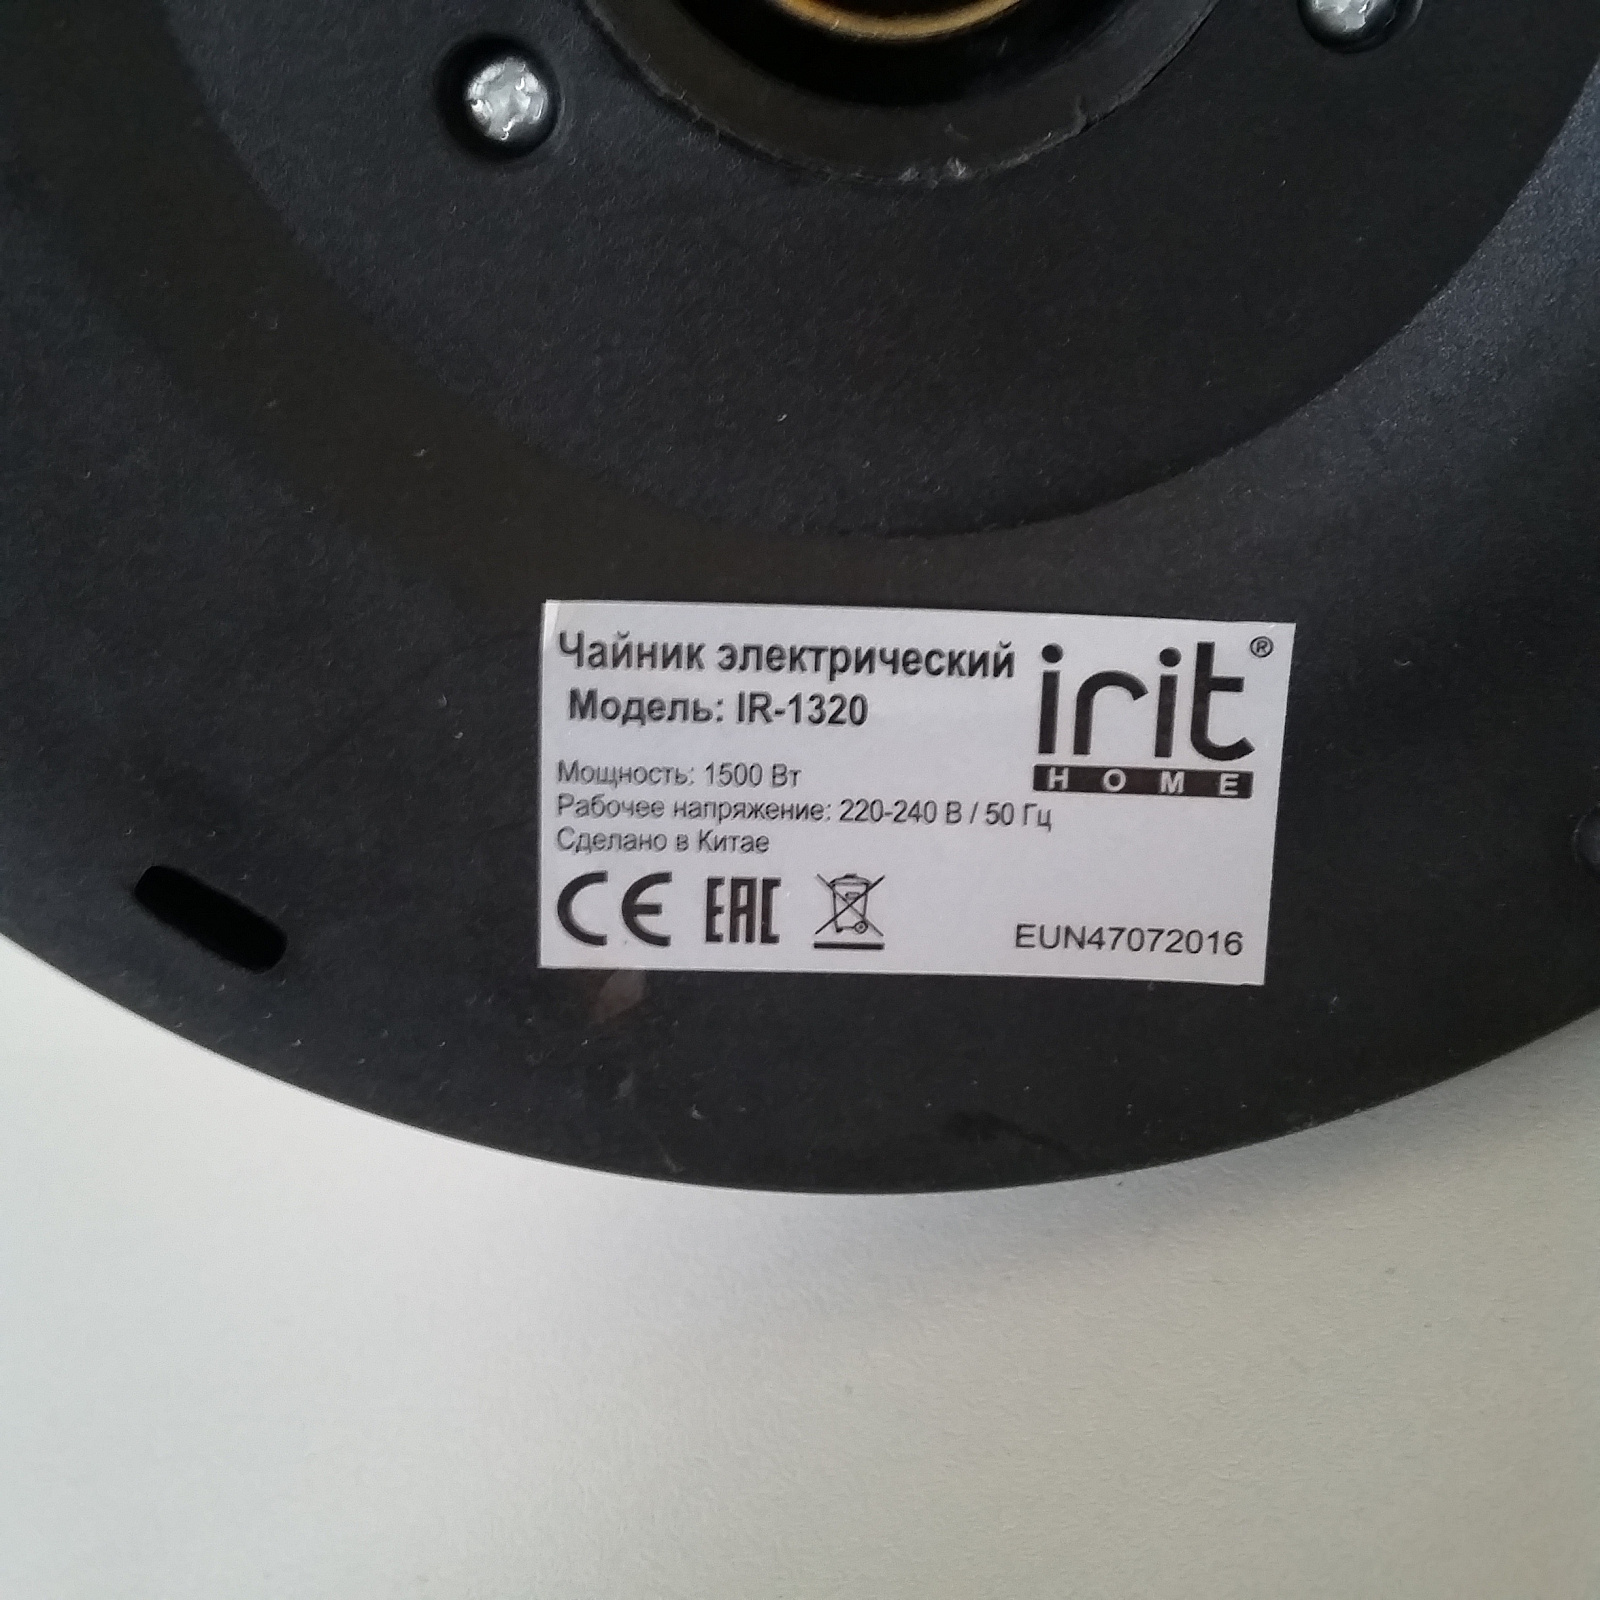 Чайник электрический
Модель: IR-1320
irit®
HOME
Мощность: 1500 Вт
Рабочее напряжение: 220-240 В / 50 Гц
Сделано в Китае
CE EAC
EUN47072016